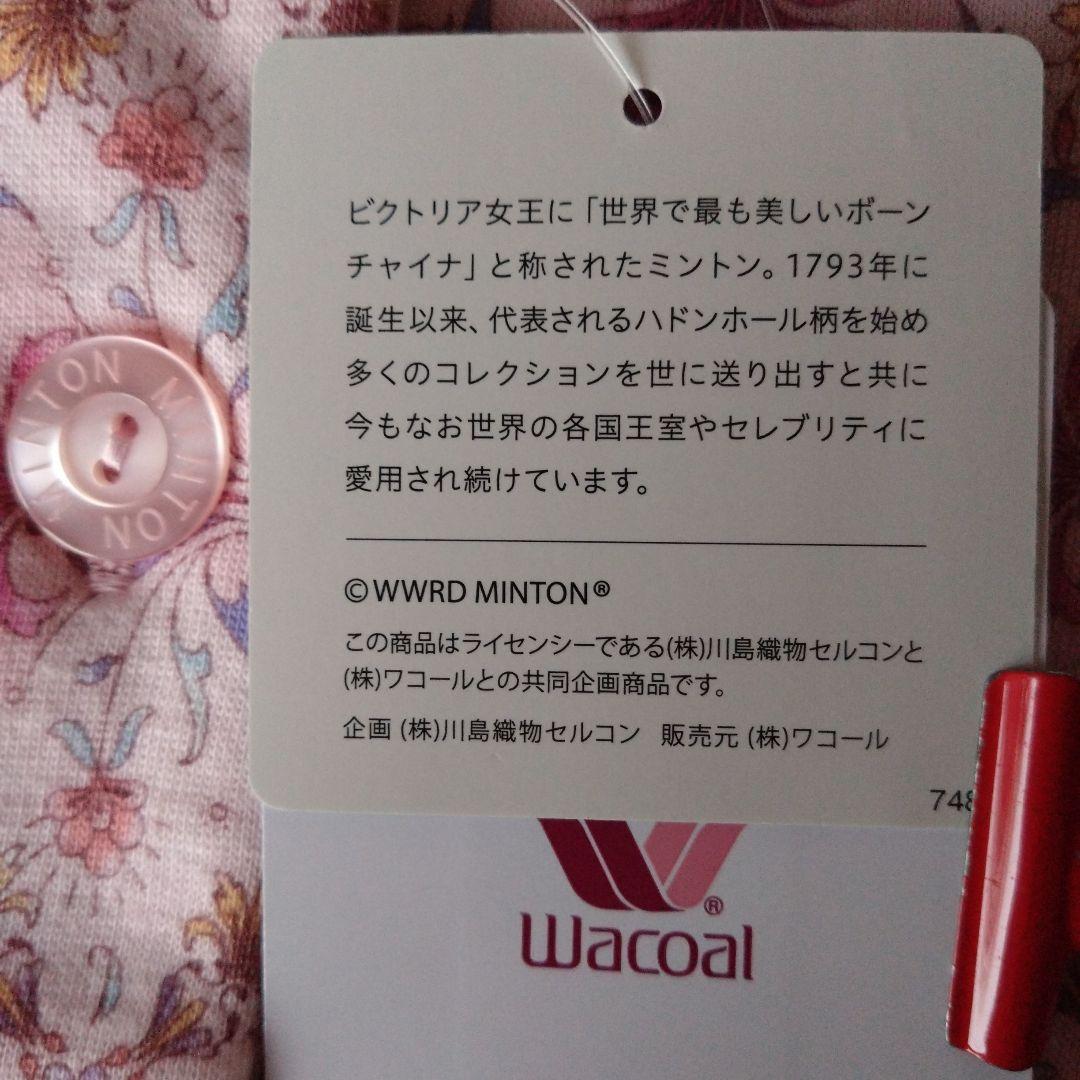 ビクトリア女王に「世界で最も美しいボーン
チャイナ」と称されたミントン。1793年に
誕生以来、代表されるハドンホール柄を始め
多くのコレクションを世に送り出すと共に
今もなお世界の各国王室やセレブリティに
愛用され続けています。
©WWRD MINTON®
この商品はライセンシーである(株)川島織物セルコンと
(株)ワコールとの共同企画商品です。
企画 (株)川島織物セルコン 販売元 (株)ワコール
748
Wacoal®
MINTON MINTON MINTON